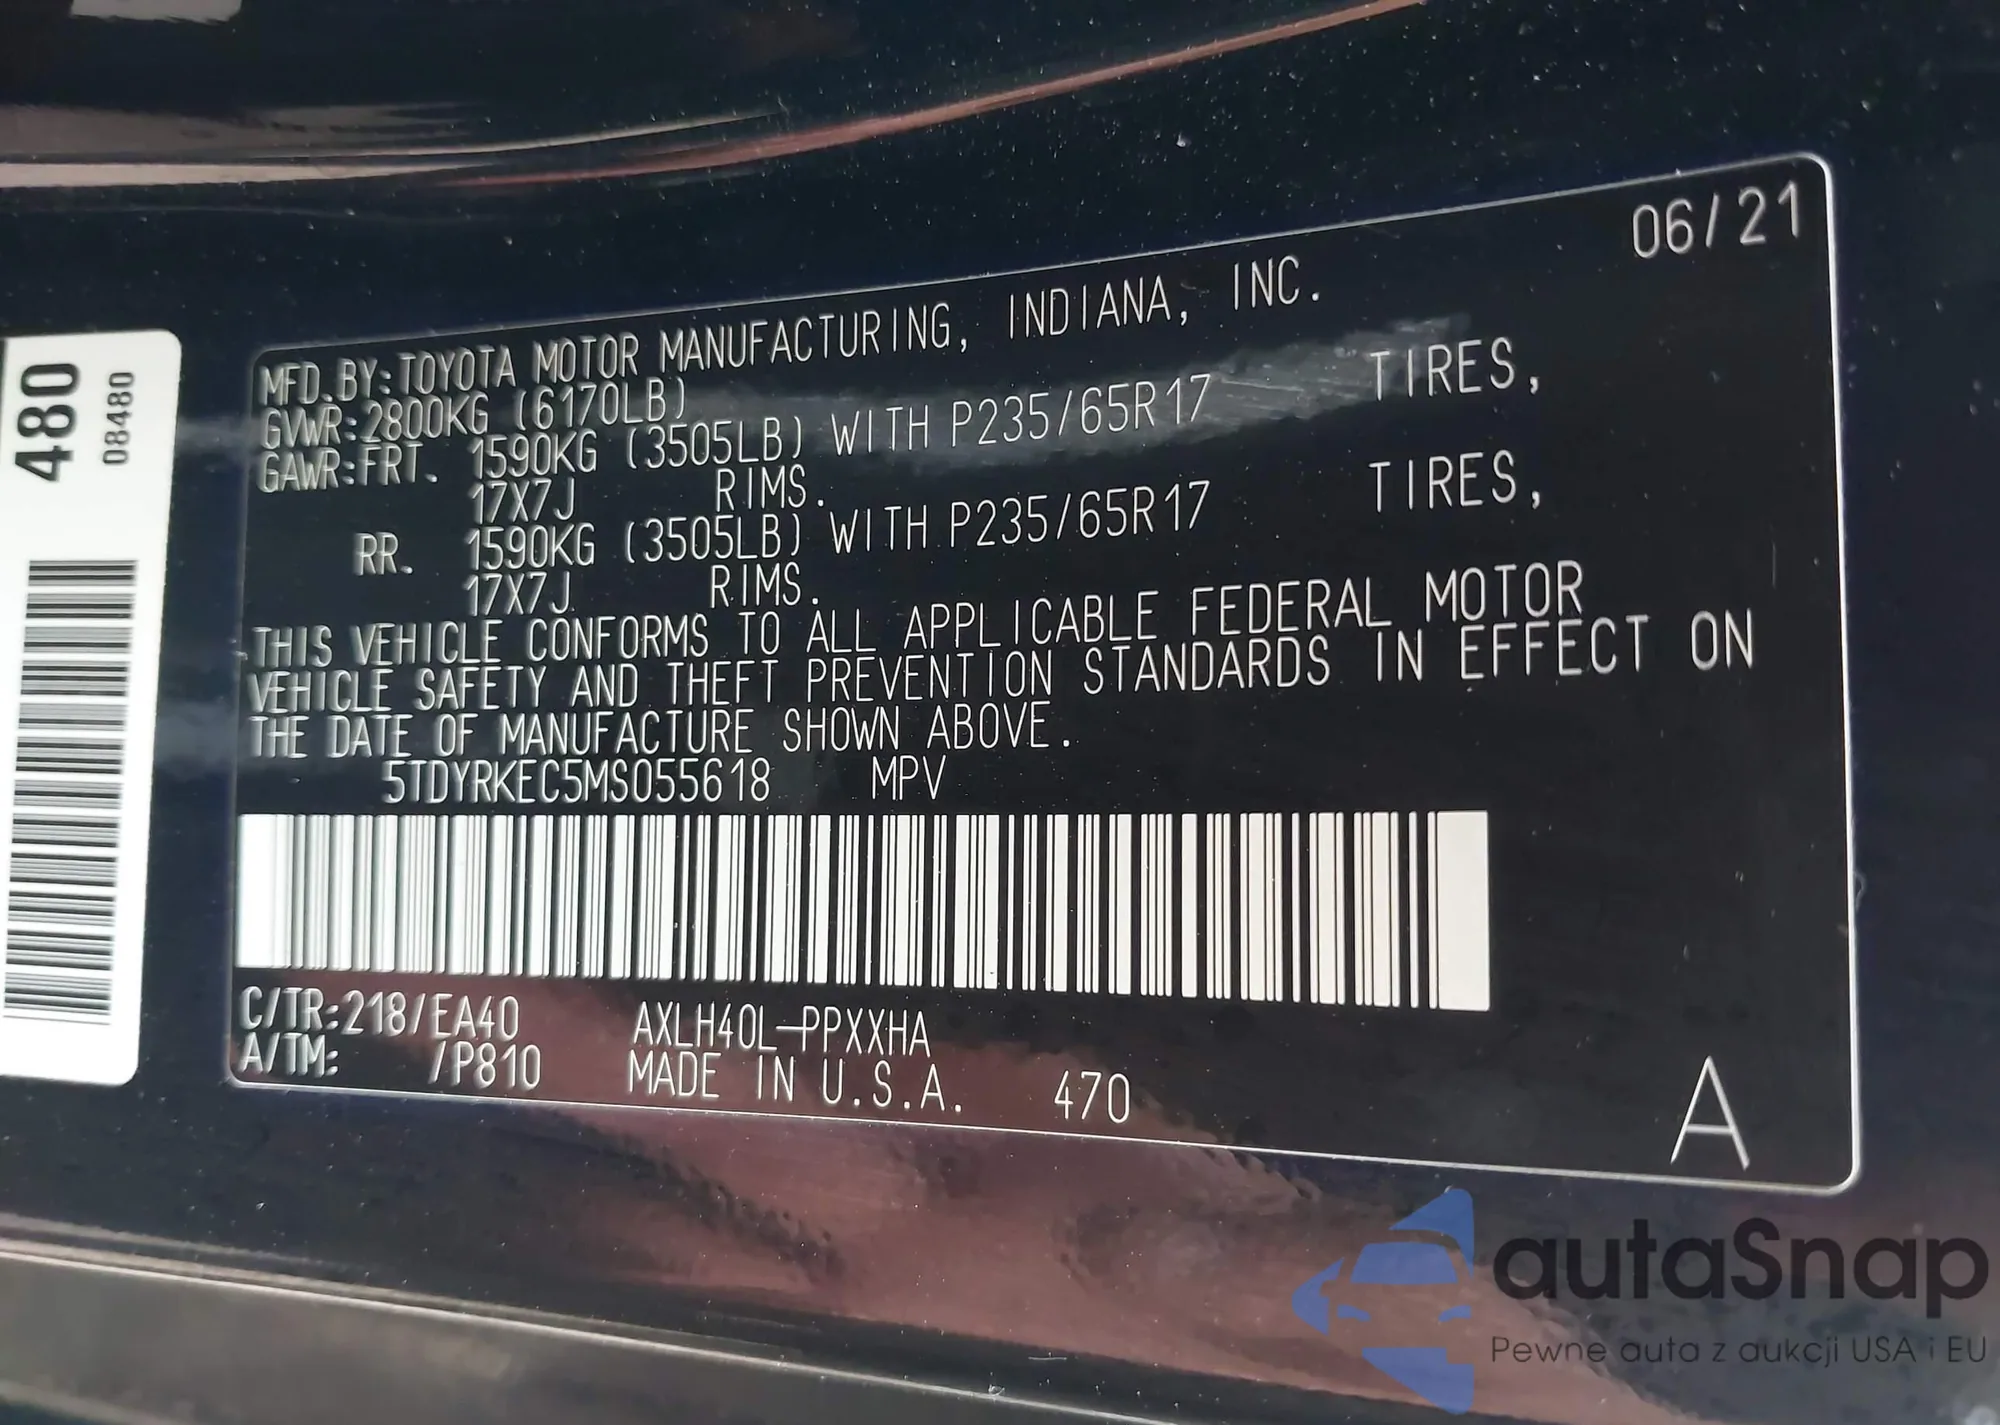 480
08480
06/21
MFD.BY:TOYOTA MOTOR MANUFACTURING, INDIANA, INC.
GVWR:2800KG (6170LB)
GAWR:FRT. 1590KG (3505LB) WITH P235/65R17 TIRES,
17X7J RIMS.
RR. 1590KG (3505LB) WITH P235/65R17 TIRES,
17X7J RIMS.
THIS VEHICLE CONFORMS TO ALL APPLICABLE FEDERAL MOTOR
VEHICLE SAFETY AND THEFT PREVENTION STANDARDS IN EFFECT ON
THE DATE OF MANUFACTURE SHOWN ABOVE.
5TDYRKEC5MS055618 MPV
C/TR:218/EA40 AXLH40L-PPXXHA
A/TM: /P810 MADE IN U.S.A. 470
A
autaSnap
Pewne auta z aukcji USA i EU